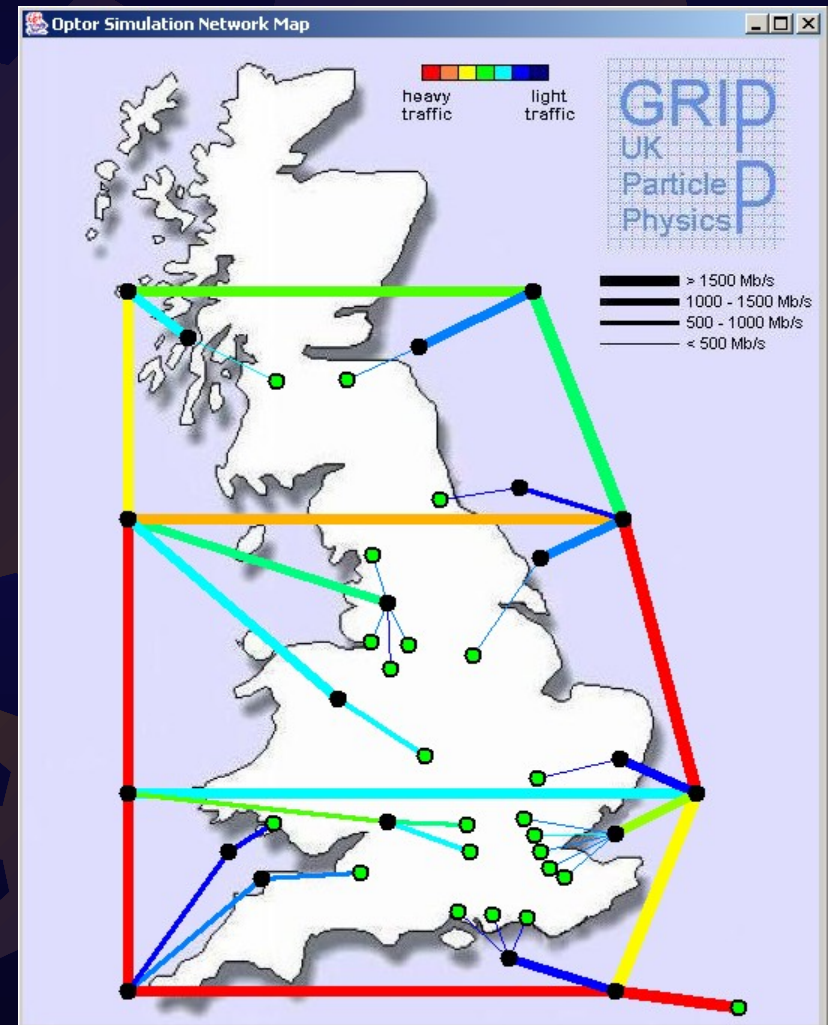 Optor Simulation Network Map
heavy traffic
light traffic
GRIPP
UK
Particle
Physics
> 1500 Mb/s
1000 - 1500 Mb/s
500 - 1000 Mb/s
< 500 Mb/s